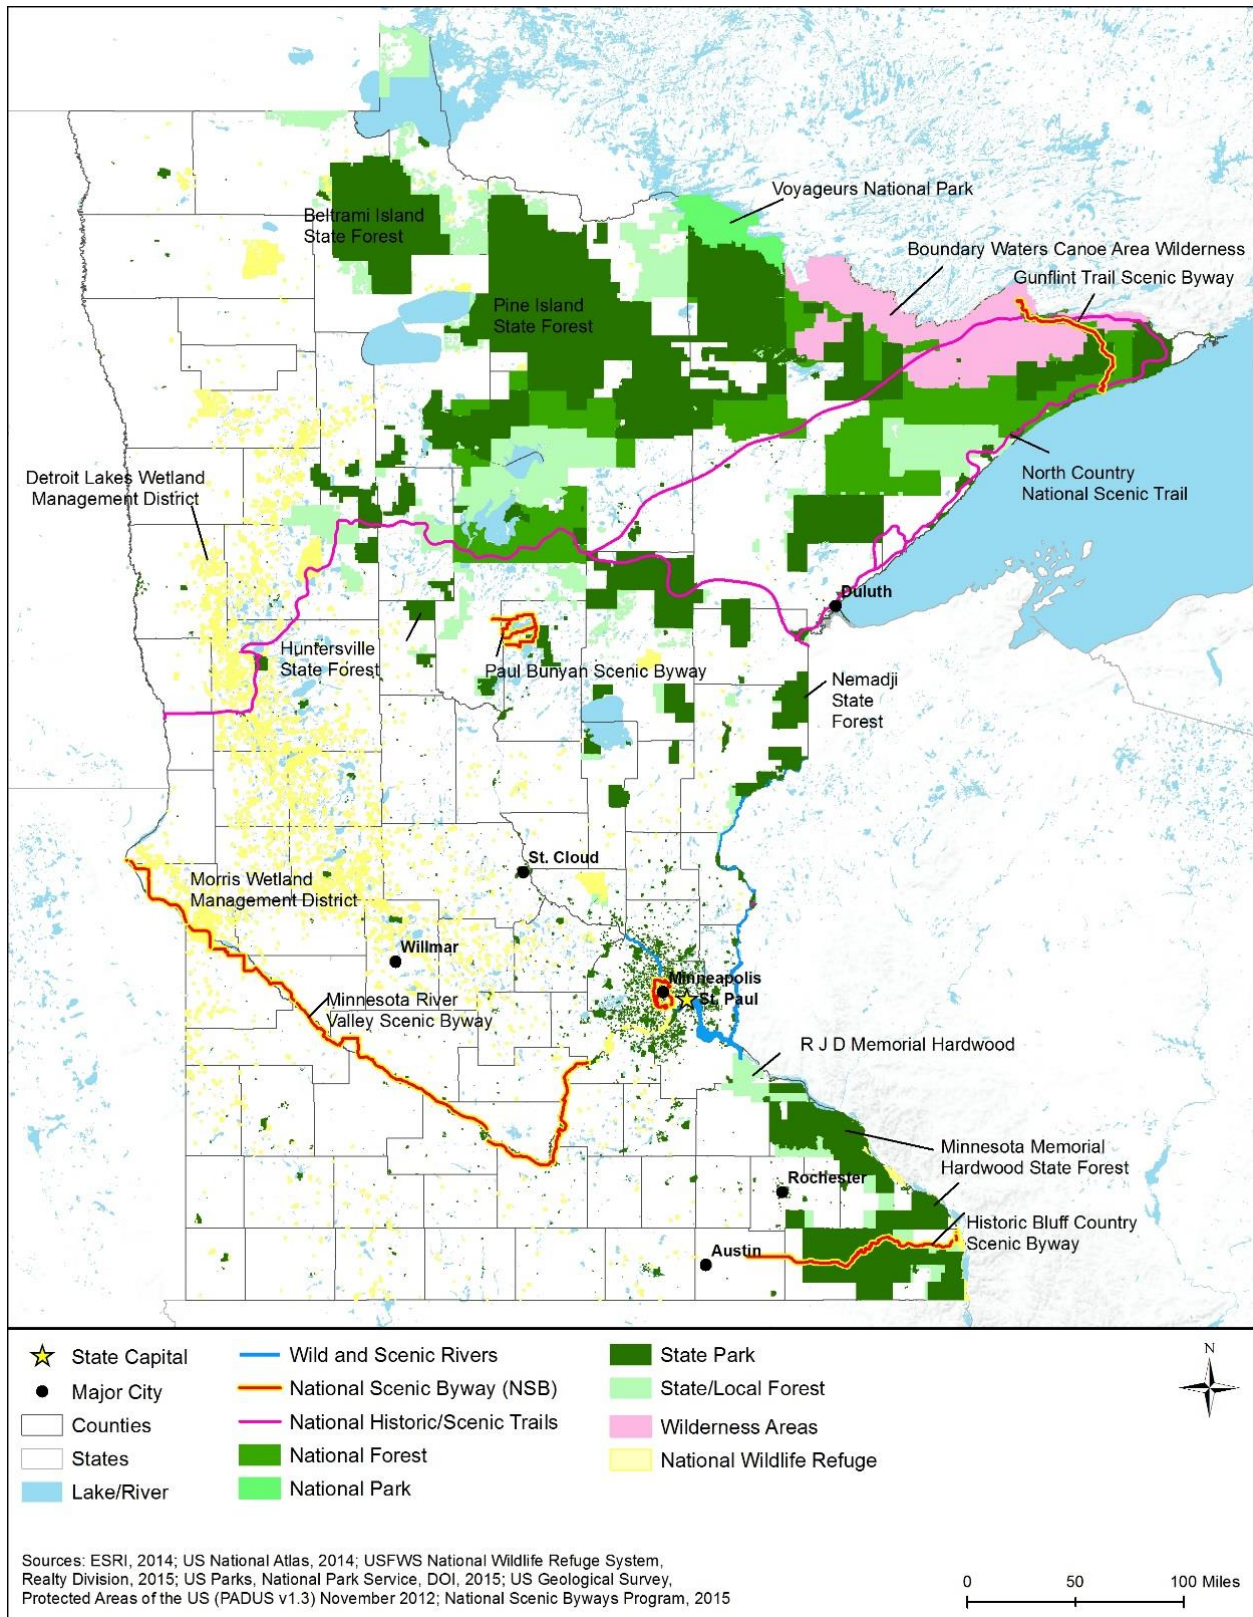 Voyageurs National Park
Beltrami Island
State Forest
Boundary Waters Canoe Area Wilderness
Gunflint Trail Scenic Byway
Pine Island
State Forest
Detroit Lakes Wetland
Management District
North Country
National Scenic Trail
Duluth
Huntersville
State Forest
Paul Bunyan Scenic Byway
Nemadji
State
Forest
St. Cloud
Morris Wetland
Management District
Willmar
Minneapolis
St. Paul
Minnesota River
Valley Scenic Byway
R J D Memorial Hardwood
Minnesota Memorial
Hardwood State Forest
Rochester
Historic Bluff Country
Scenic Byway
Austin
State Capital
Major City
Counties
States
Lake/River
Wild and Scenic Rivers
National Scenic Byway (NSB)
National Historic/Scenic Trails
National Forest
National Park
State Park
State/Local Forest
Wilderness Areas
National Wildlife Refuge
N
Sources: ESRI, 2014; US National Atlas, 2014; USFWS National Wildlife Refuge System,
Realty Division, 2015; US Parks, National Park Service, DOI, 2015; US Geological Survey,
Protected Areas of the US (PADUS v1.3) November 2012; National Scenic Byways Program, 2015
0 50 100 Miles